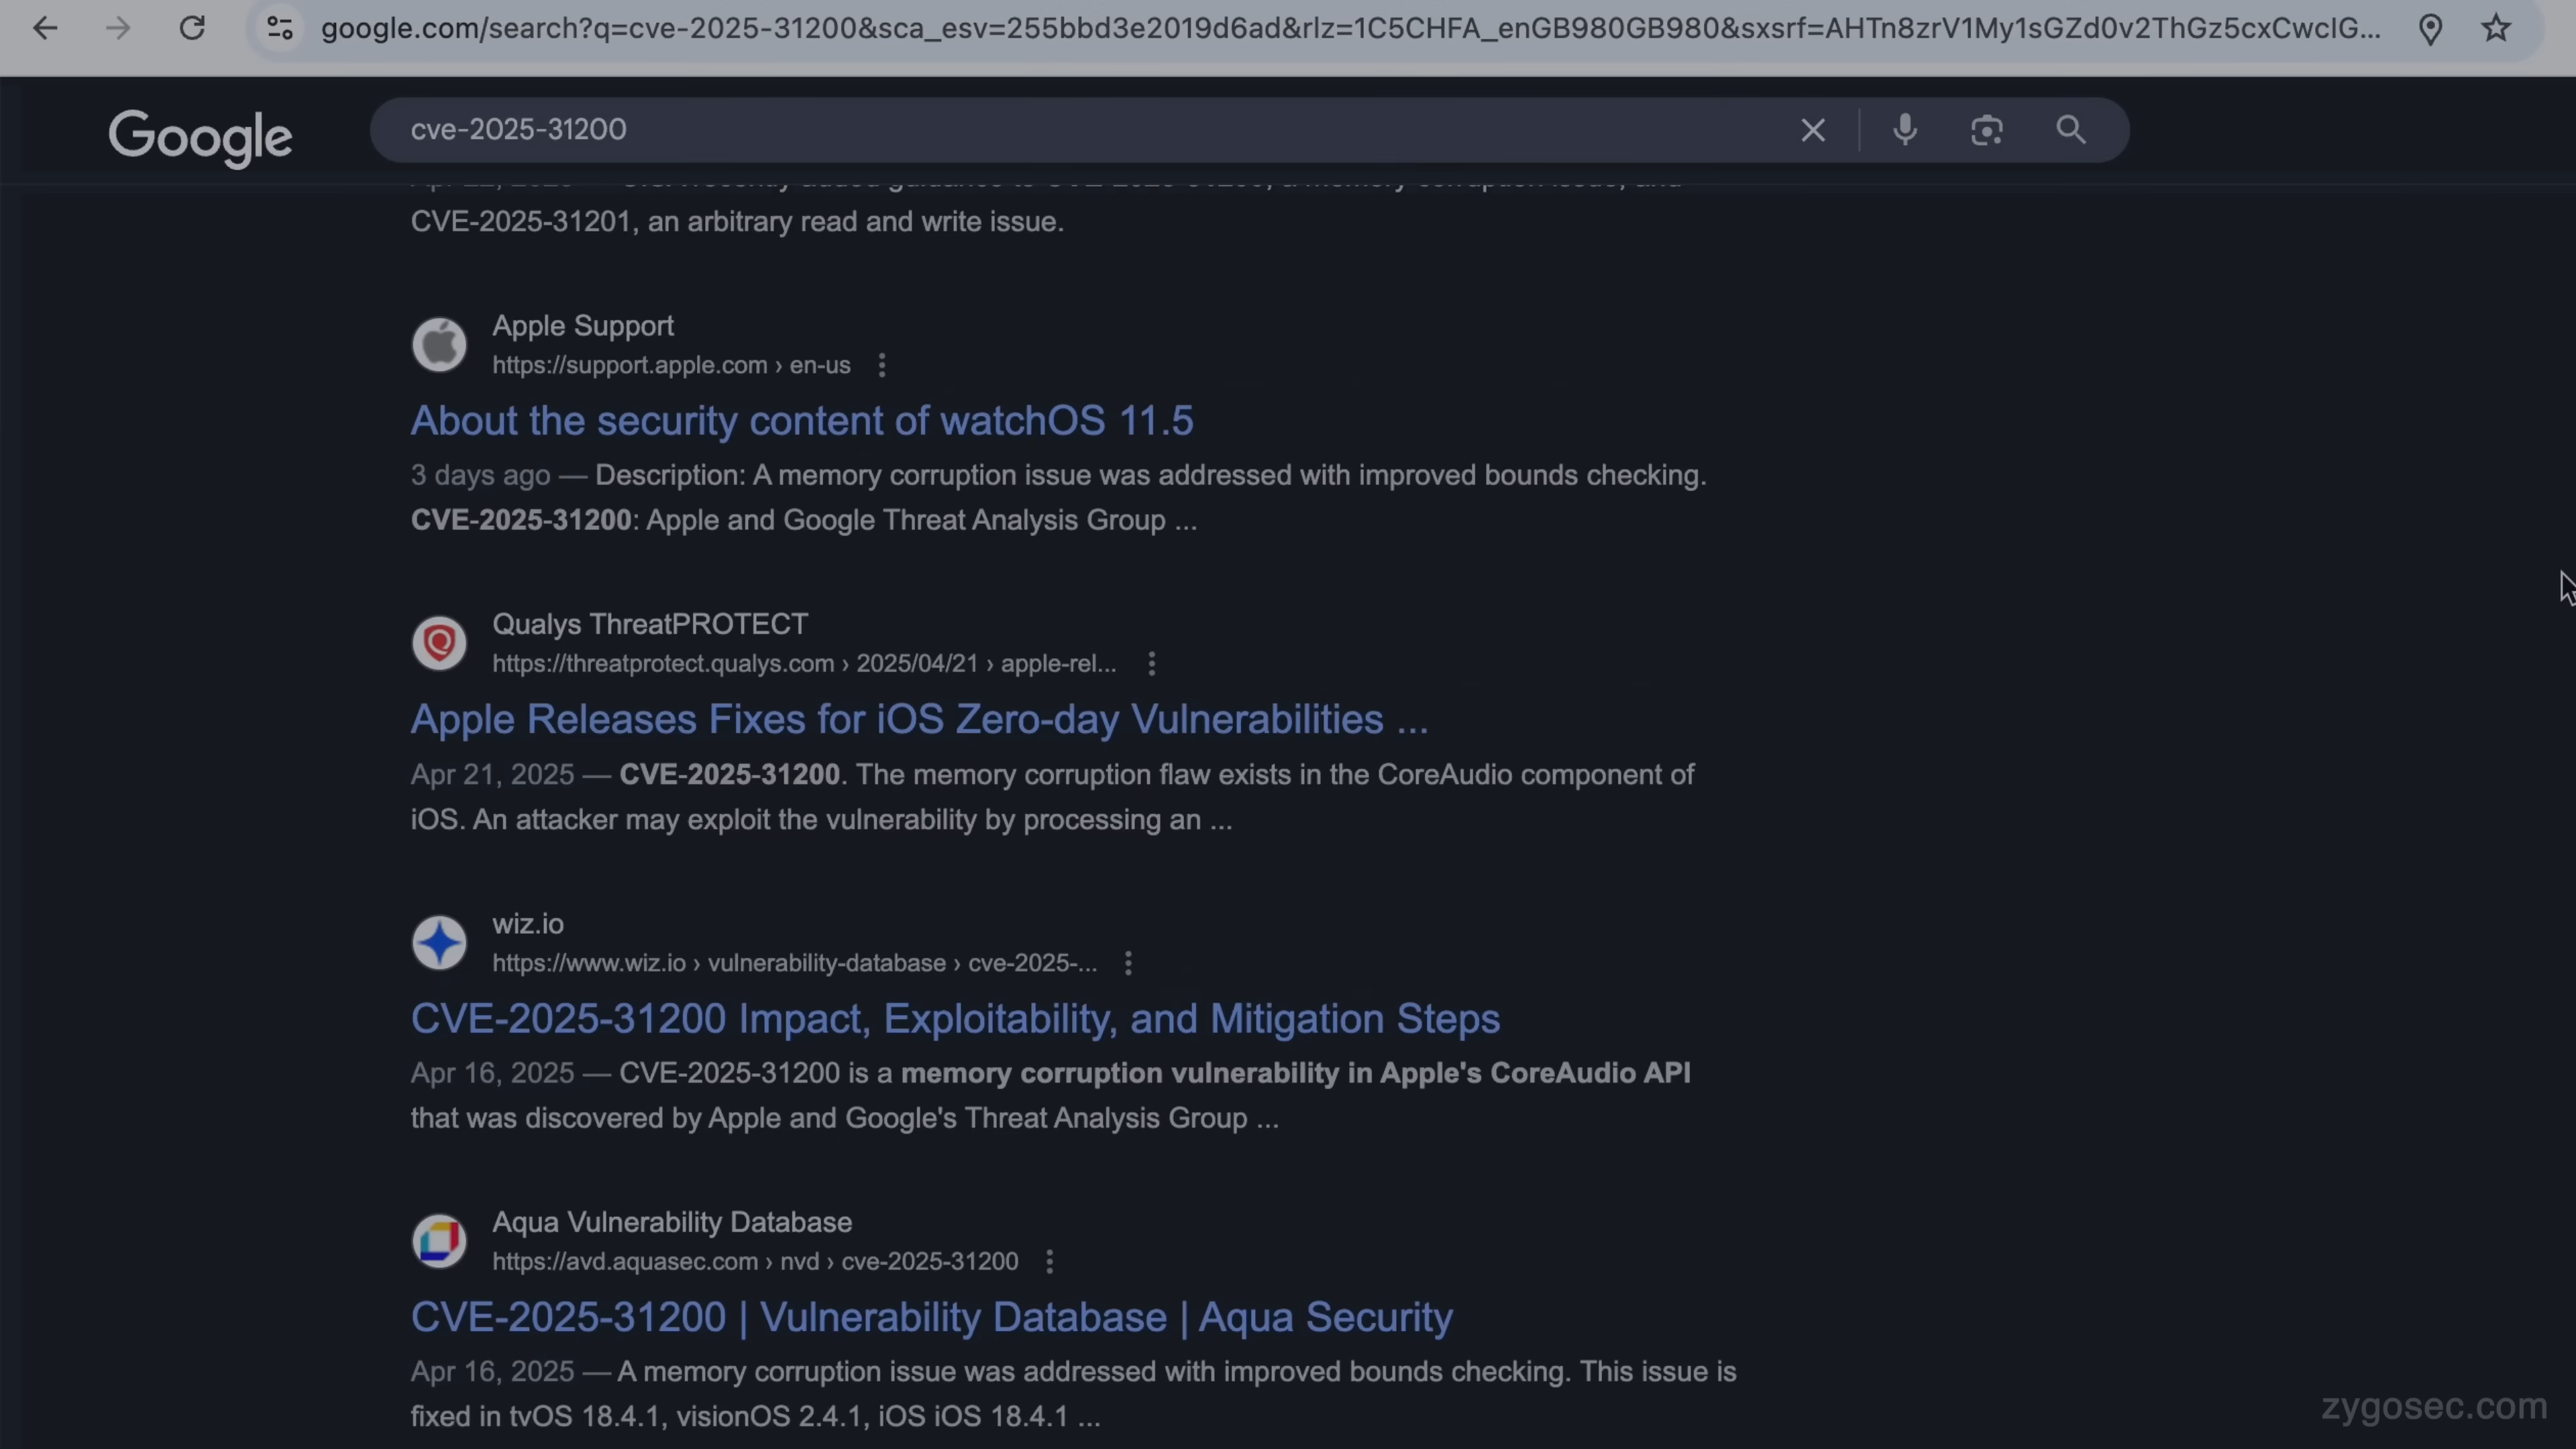 google.com/search?q=cve-2025-31200&sca_esv=255bbd3e2019d6ad&rlz=1C5CHFA_enGB980GB980&sxsrf=AHTn8zrV1My1sGZd0v2ThGz5cxCwcIG...
Google
cve-2025-31200
CVE-2025-31201, an arbitrary read and write issue.
Apple Support
https://support.apple.com › en-us
About the security content of watchOS 11.5
3 days ago — Description: A memory corruption issue was addressed with improved bounds checking.
CVE-2025-31200: Apple and Google Threat Analysis Group ...
Qualys ThreatPROTECT
https://threatprotect.qualys.com › 2025/04/21 › apple-rel...
Apple Releases Fixes for iOS Zero-day Vulnerabilities ...
Apr 21, 2025 — CVE-2025-31200. The memory corruption flaw exists in the CoreAudio component of
iOS. An attacker may exploit the vulnerability by processing an ...
wiz.io
https://www.wiz.io › vulnerability-database › cve-2025-...
CVE-2025-31200 Impact, Exploitability, and Mitigation Steps
Apr 16, 2025 — CVE-2025-31200 is a memory corruption vulnerability in Apple's CoreAudio API
that was discovered by Apple and Google's Threat Analysis Group ...
Aqua Vulnerability Database
https://avd.aquasec.com › nvd › cve-2025-31200
CVE-2025-31200 | Vulnerability Database | Aqua Security
Apr 16, 2025 — A memory corruption issue was addressed with improved bounds checking. This issue is
fixed in tvOS 18.4.1, visionOS 2.4.1, iOS iOS 18.4.1 ...
zygosec.com